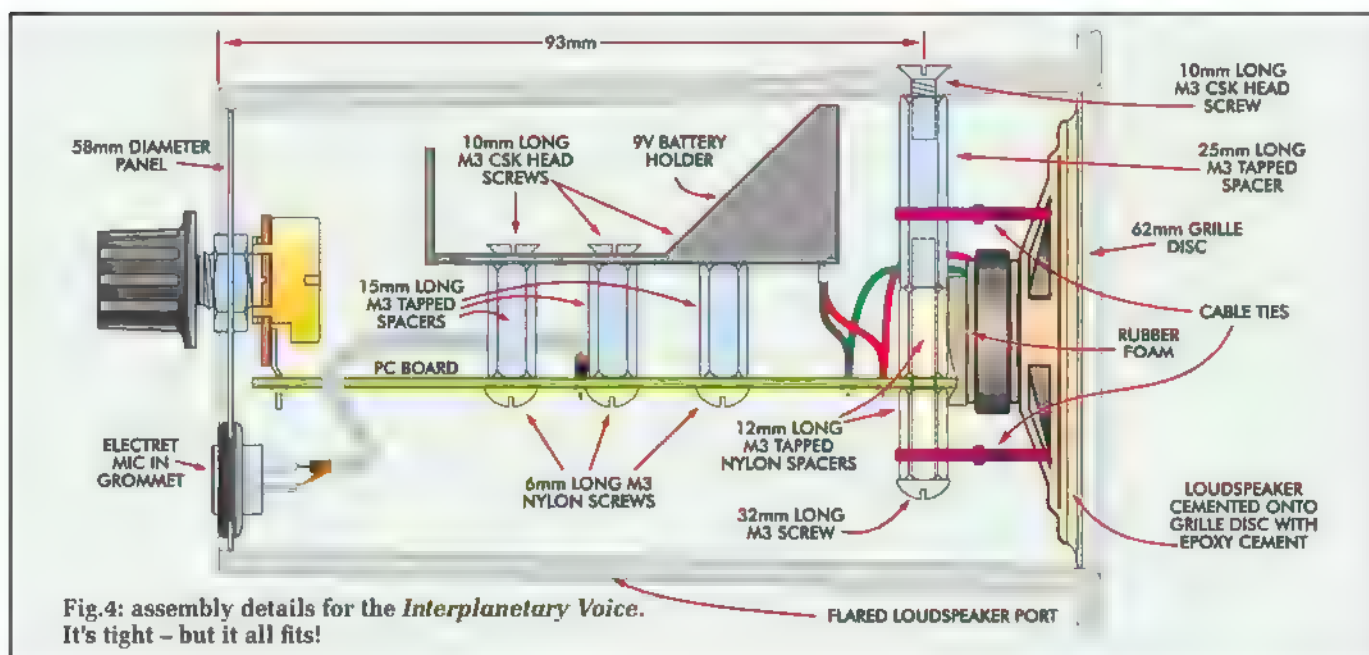 93mm
10mm LONG
M3 CSK HEAD
SCREW
58mm DIAMETER
PANEL
10mm LONG
M3 CSK HEAD
SCREWS
9V BATTERY
HOLDER
25mm LONG
M3 TAPPED
SPACER
62mm GRILLE
DISC
15mm LONG
M3 TAPPED
SPACERS
CABLE TIES
RUBBER
FOAM
PC BOARD
ELECTRET
MIC IN
GROMMET
6mm LONG M3
NYLON SCREWS
12mm LONG
M3 TAPPED
NYLON SPACERS
32mm LONG
M3 SCREW
LOUDSPEAKER
CEMENTED ONTO
GRILLE DISC WITH
EPOXY CEMENT
Fig.4: assembly details for the Interplanetary Voice.
It's tight – but it all fits!
FLARED LOUDSPEAKER PORT